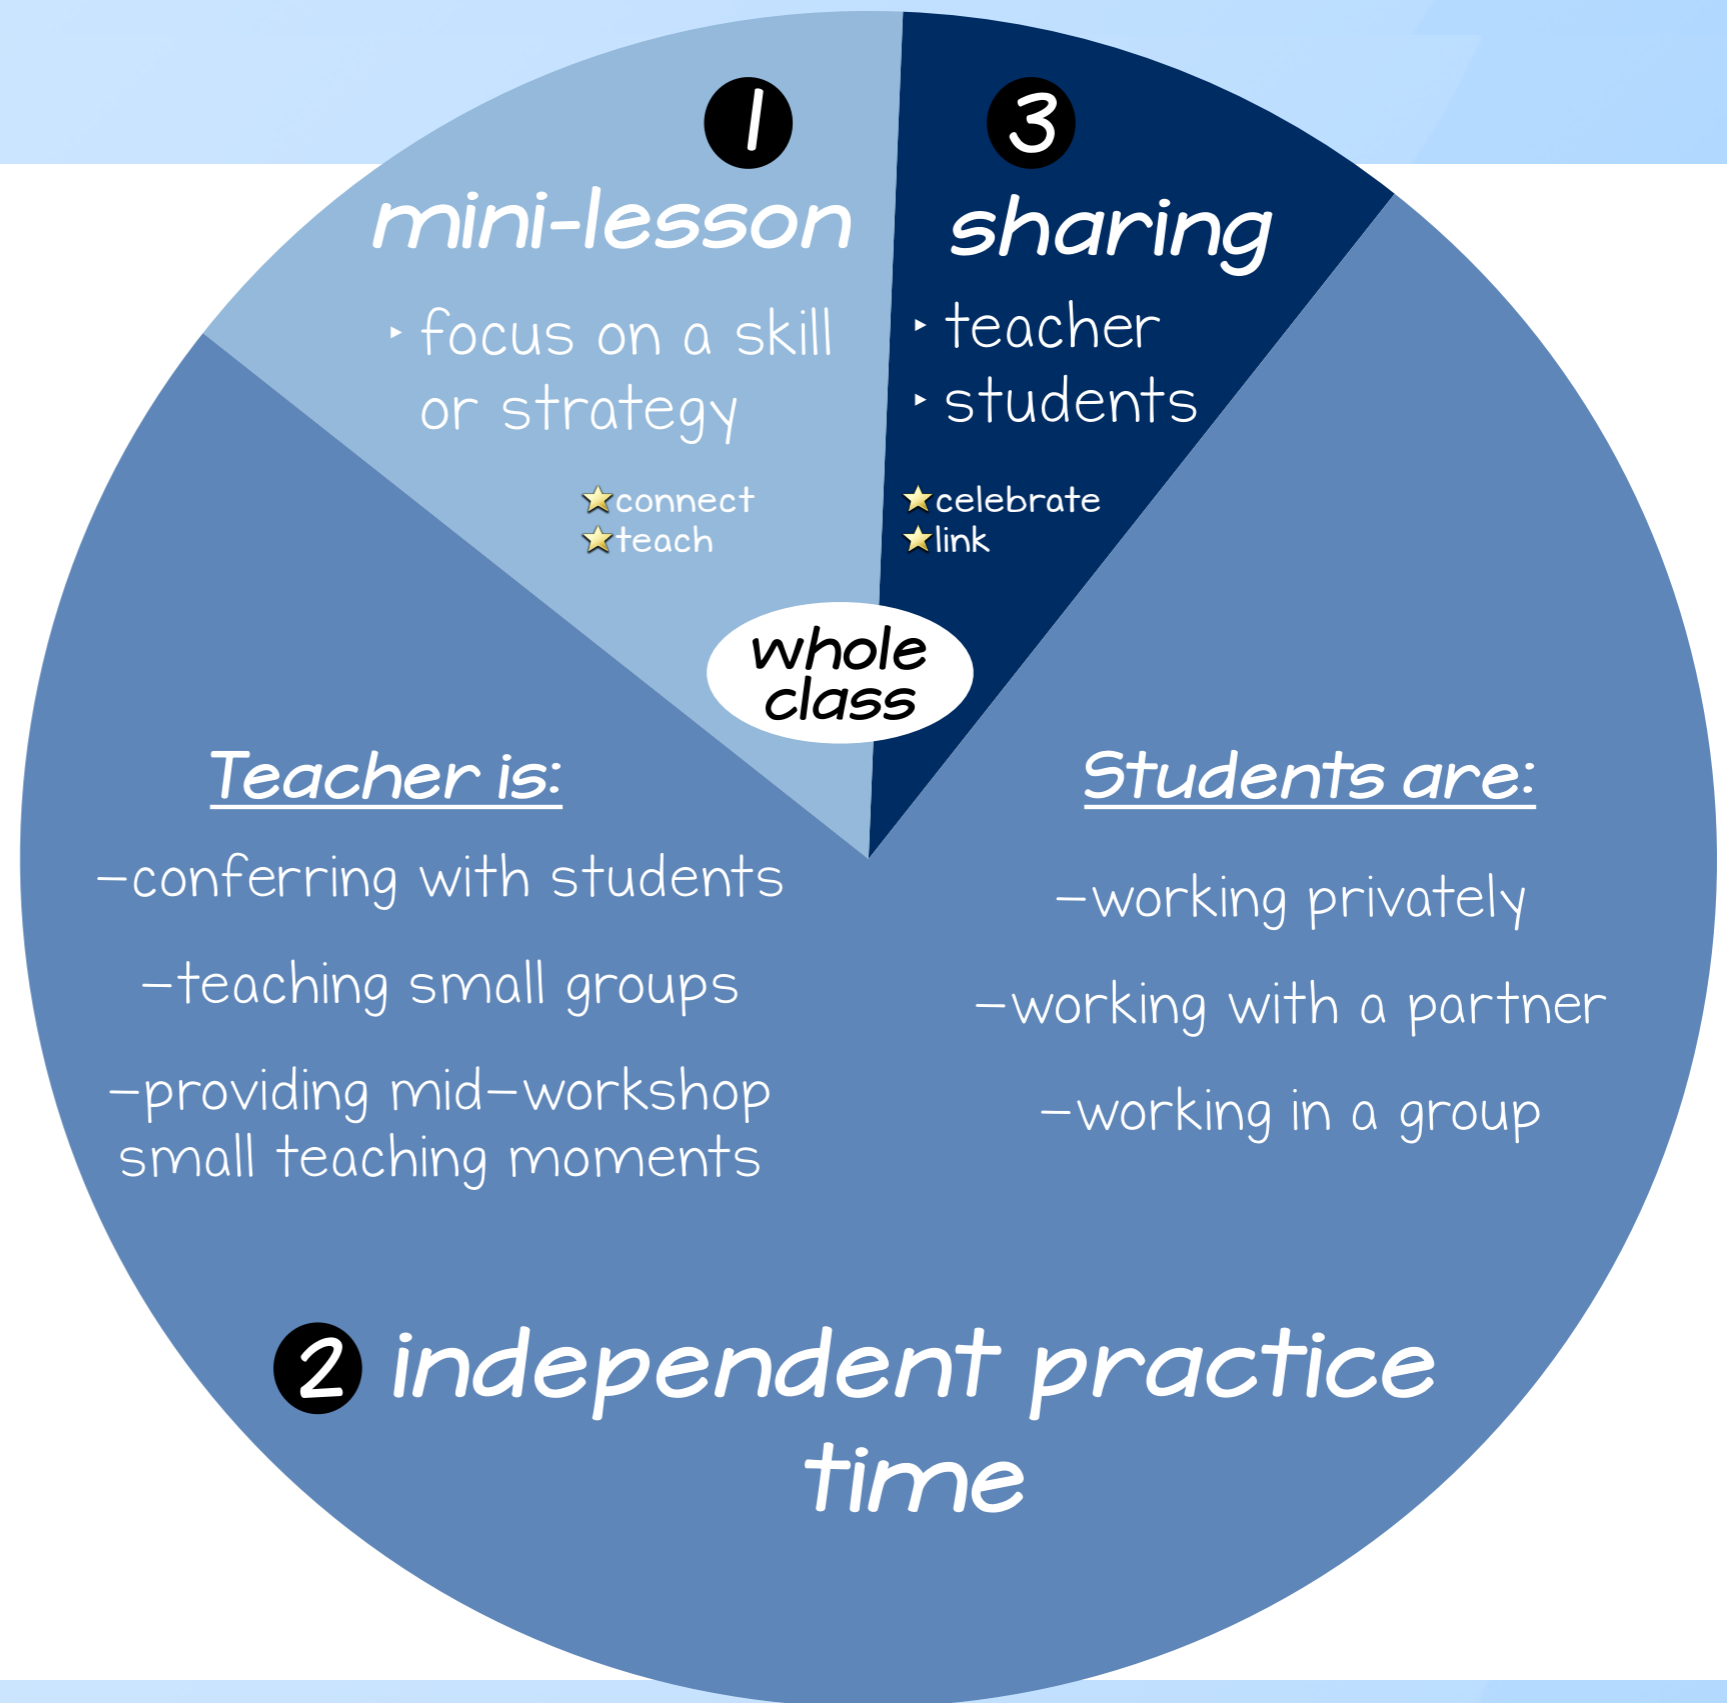 1
mini-lesson
‣ focus on a skill
or strategy
★connect
★teach
3
sharing
‣ teacher
‣ students
★celebrate
★link
whole
class
Teacher is:
-conferring with students
-teaching small groups
-providing mid-workshop
small teaching moments
Students are:
-working privately
-working with a partner
-working in a group
2 independent practice
time